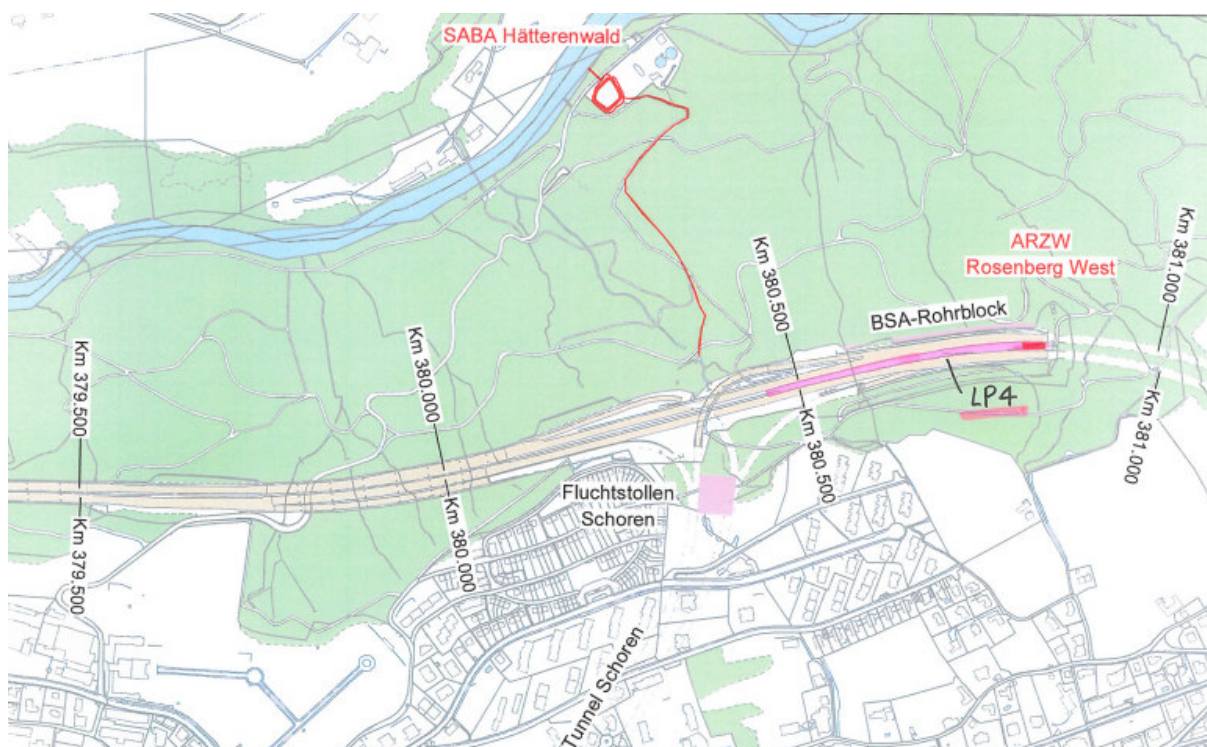 SABA Hätterenwald
ARZW
Rosenberg West
Km 381.000
Km 380.500
BSA-Rohrblock
Km 380.000
Km 379.500
LP4
Km 381.000
Km 380.500
Fluchtstollen
Schoren
Km 380.000
Km 379.500
Tunnel Schoren